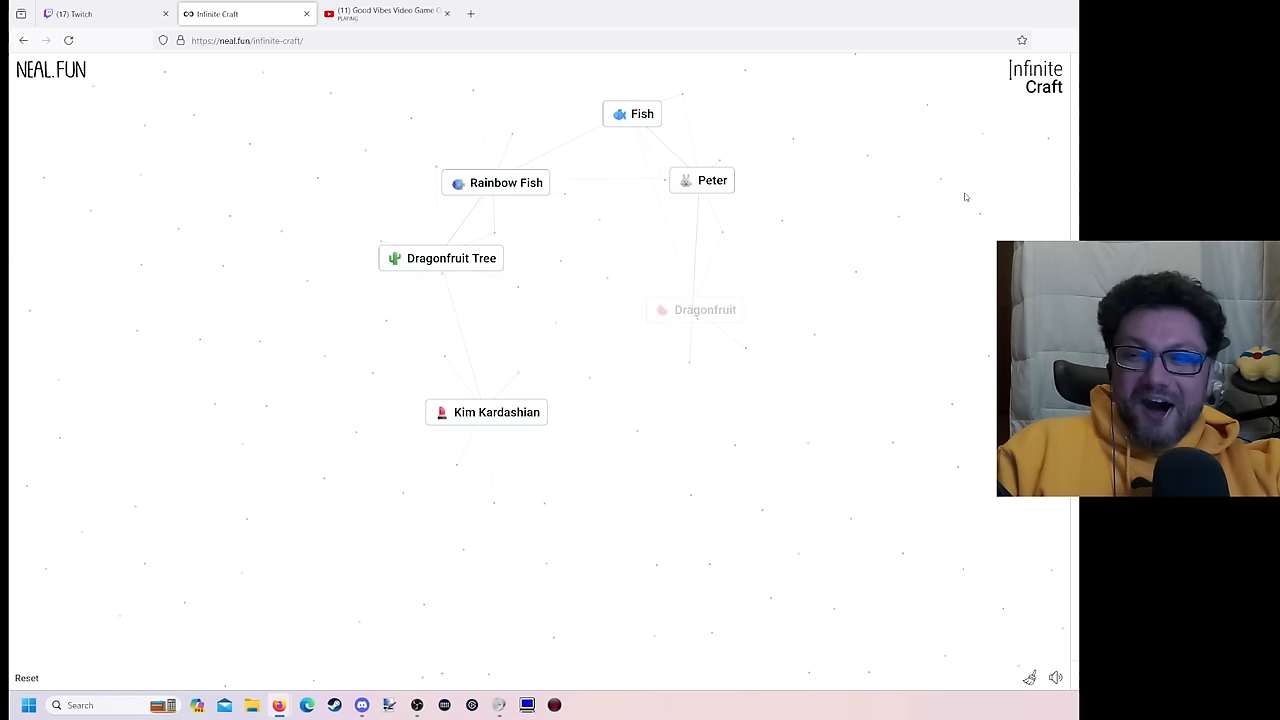 (17) Twitch
Infinite Craft
(11) Good Vibes Video Game
PLAYING
https://neal.fun/infinite-craft/
NEAL.FUN
Infinite
Craft
Fish
Rainbow Fish
Peter
Dragonfruit Tree
Dragonfruit
Kim Kardashian
Reset
Search